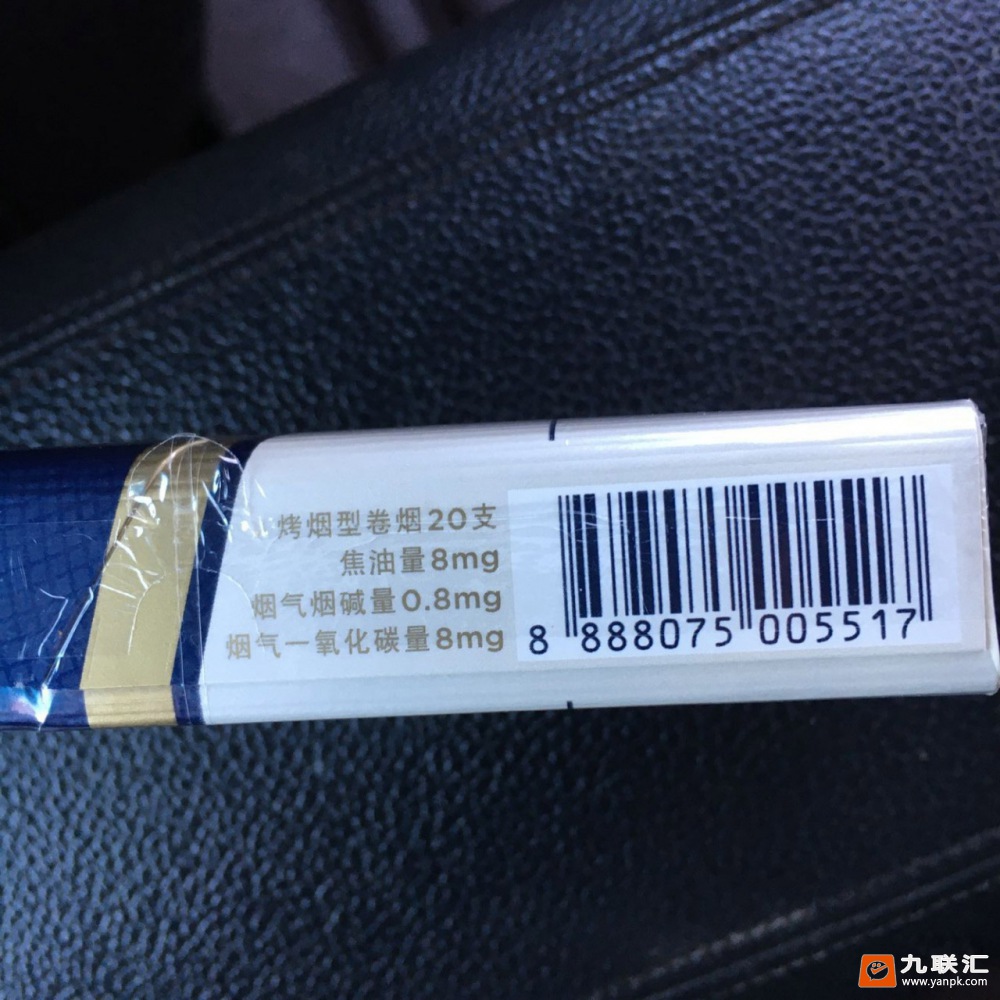 烤烟型卷烟20支
焦油量8mg
烟气烟碱量0.8mg
烟气一氧化碳量8mg
8 888075 005517
九联汇
www.yanpk.com